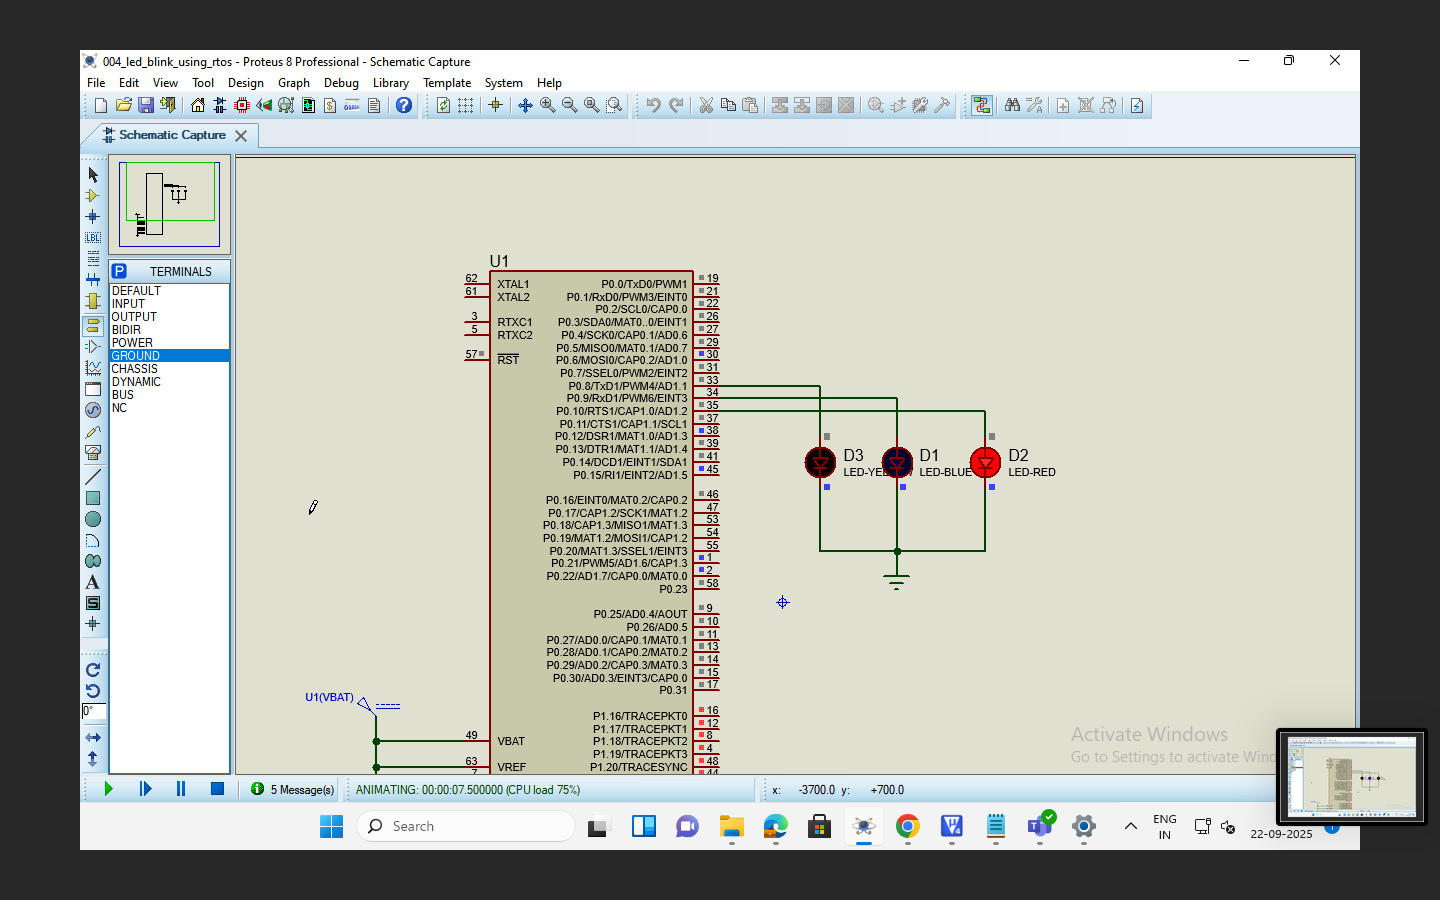 004_led_blink_using_rtos - Proteus 8 Professional - Schematic Capture
File Edit View Tool Design Graph Debug Library Template System Help
Schematic Capture
LBL
P TERMINALS
DEFAULT
INPUT
OUTPUT
BIDIR
POWER
GROUND
CHASSIS
DYNAMIC
BUS
NC
A
S
0°
U1
62 XTAL1
61 XTAL2
3 RTXC1
5 RTXC2
57 RST
P0.0/TxD0/PWM1 19
P0.1/RxD0/PWM3/EINT0 21
P0.2/SCL0/CAP0.0 22
P0.3/SDA0/MAT0..0/EINT1 26
P0.4/SCK0/CAP0.1/AD0.6 27
P0.5/MISO0/MAT0.1/AD0.7 29
P0.6/MOSI0/CAP0.2/AD1.0 30
P0.7/SSEL0/PWM2/EINT2 31
P0.8/TxD1/PWM4/AD1.1 33
P0.9/RxD1/PWM6/EINT3 34
P0.10/RTS1/CAP1.0/AD1.2 35
P0.11/CTS1/CAP1.1/SCL1 37
P0.12/DSR1/MAT1.0/AD1.3 38
P0.13/DTR1/MAT1.1/AD1.4 39
P0.14/DCD1/EINT1/SDA1 41
P0.15/RI1/EINT2/AD1.5 45
P0.16/EINT0/MAT0.2/CAP0.2 46
P0.17/CAP1.2/SCK1/MAT1.2 47
P0.18/CAP1.3/MISO1/MAT1.3 53
P0.19/MAT1.2/MOSI1/CAP1.2 54
P0.20/MAT1.3/SSEL1/EINT3 55
P0.21/PWM5/AD1.6/CAP1.3 1
P0.22/AD1.7/CAP0.0/MAT0.0 2
P0.23 58
P0.25/AD0.4/AOUT 9
P0.26/AD0.5 10
P0.27/AD0.0/CAP0.1/MAT0.1 11
P0.28/AD0.1/CAP0.2/MAT0.2 13
P0.29/AD0.2/CAP0.3/MAT0.3 14
P0.30/AD0.3/EINT3/CAP0.0 15
P0.31 17
P1.16/TRACEPKT0 16
P1.17/TRACEPKT1 12
P1.18/TRACEPKT2 8
P1.19/TRACEPKT3 4
P1.20/TRACESYNC 48
44
U1(VBAT)
49 VBAT
63 VREF
7
D3
D1
D2
LED-BLUE
LED-RED
Activate Windows
Go to Settings to activate
5 Message(s)
ANIMATING: 00:00:07.500000 (CPU load 75%)
x: -3700.0 y: +700.0
Search
ENG
IN
22-09-2025